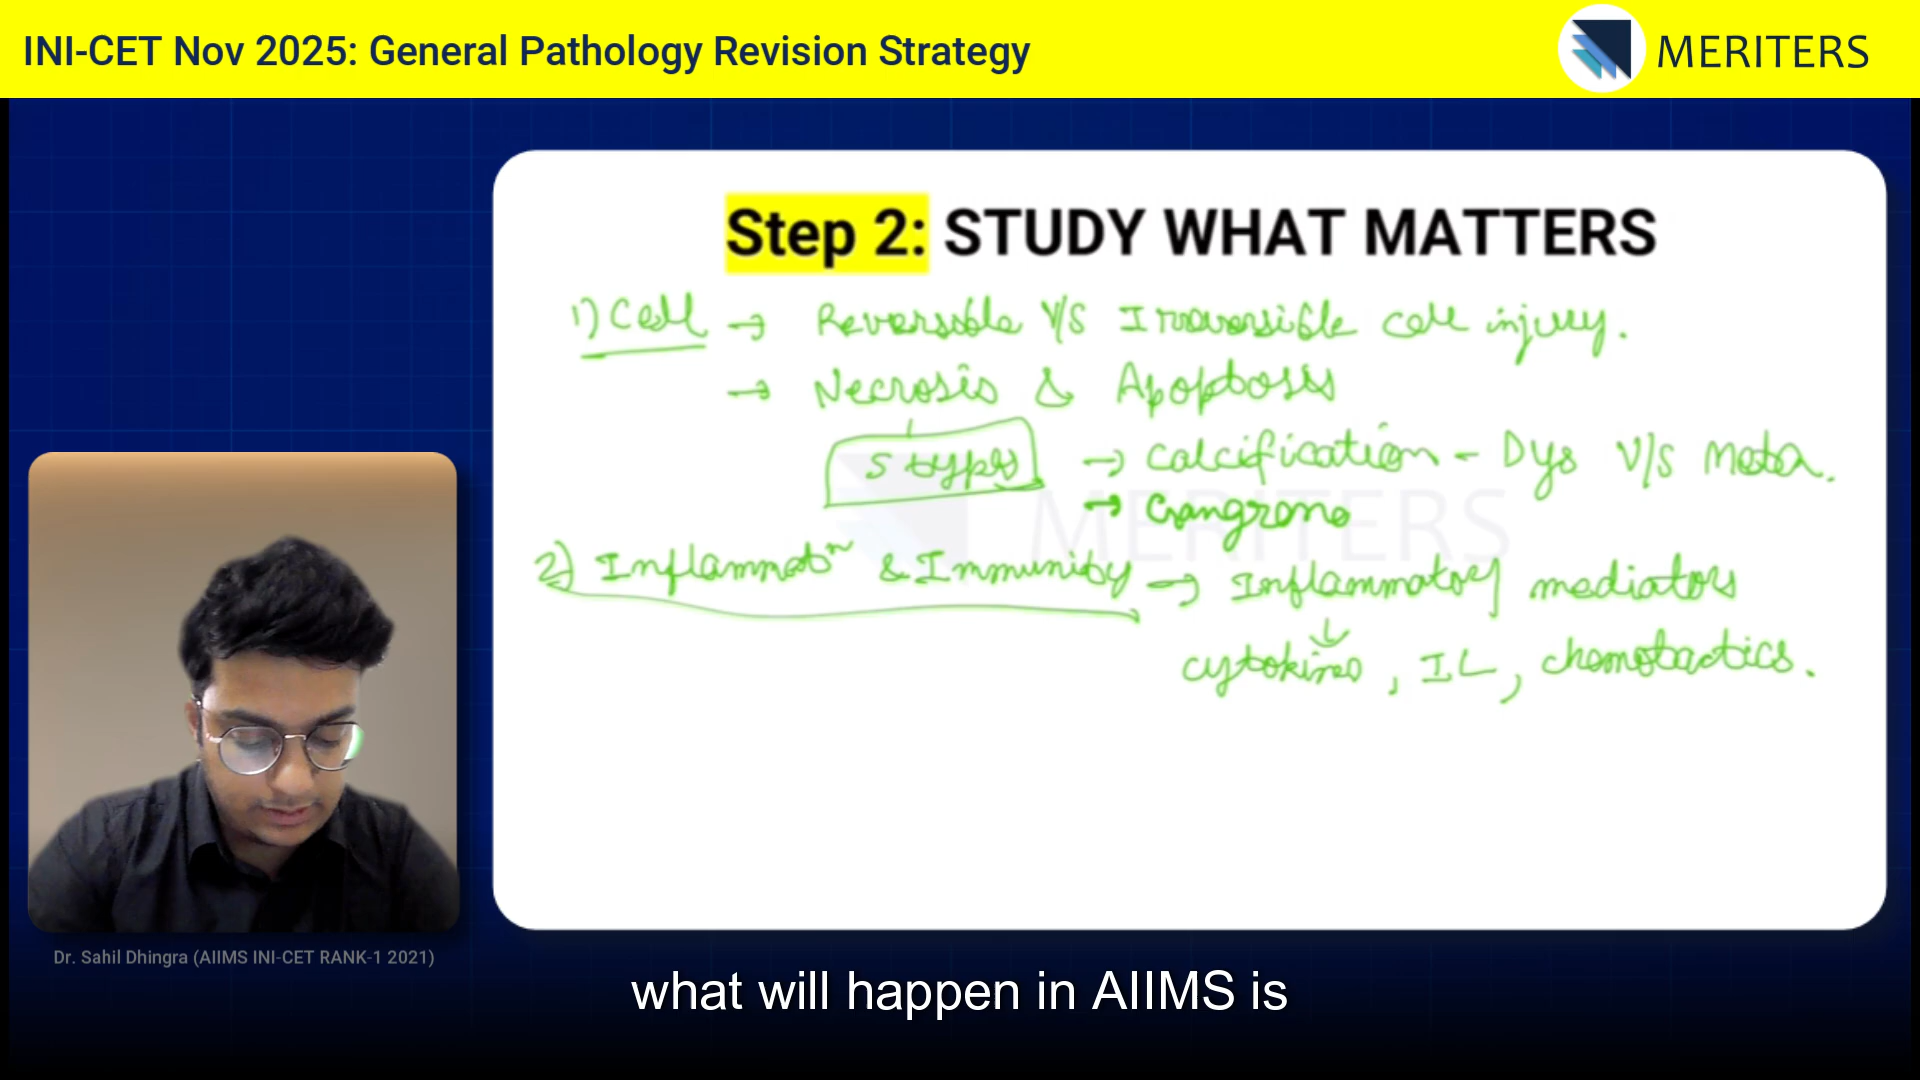 INI-CET Nov 2025: General Pathology Revision Strategy
MERITERS
Step 2: STUDY WHAT MATTERS
1) Cell → Reversible V/S Irreversible cell injury.
→ Necrosis & Apoptosis
5 types → Calcification - Dys V/S Meta.
→ Gangrene
2) Inflammatn & Immunity → Inflammatory mediators
cytokines, IL, chemotactics.
MERITERS
Dr. Sahil Dhingra (AIIMS INI-CET RANK-1 2021)
what will happen in AIIMS is